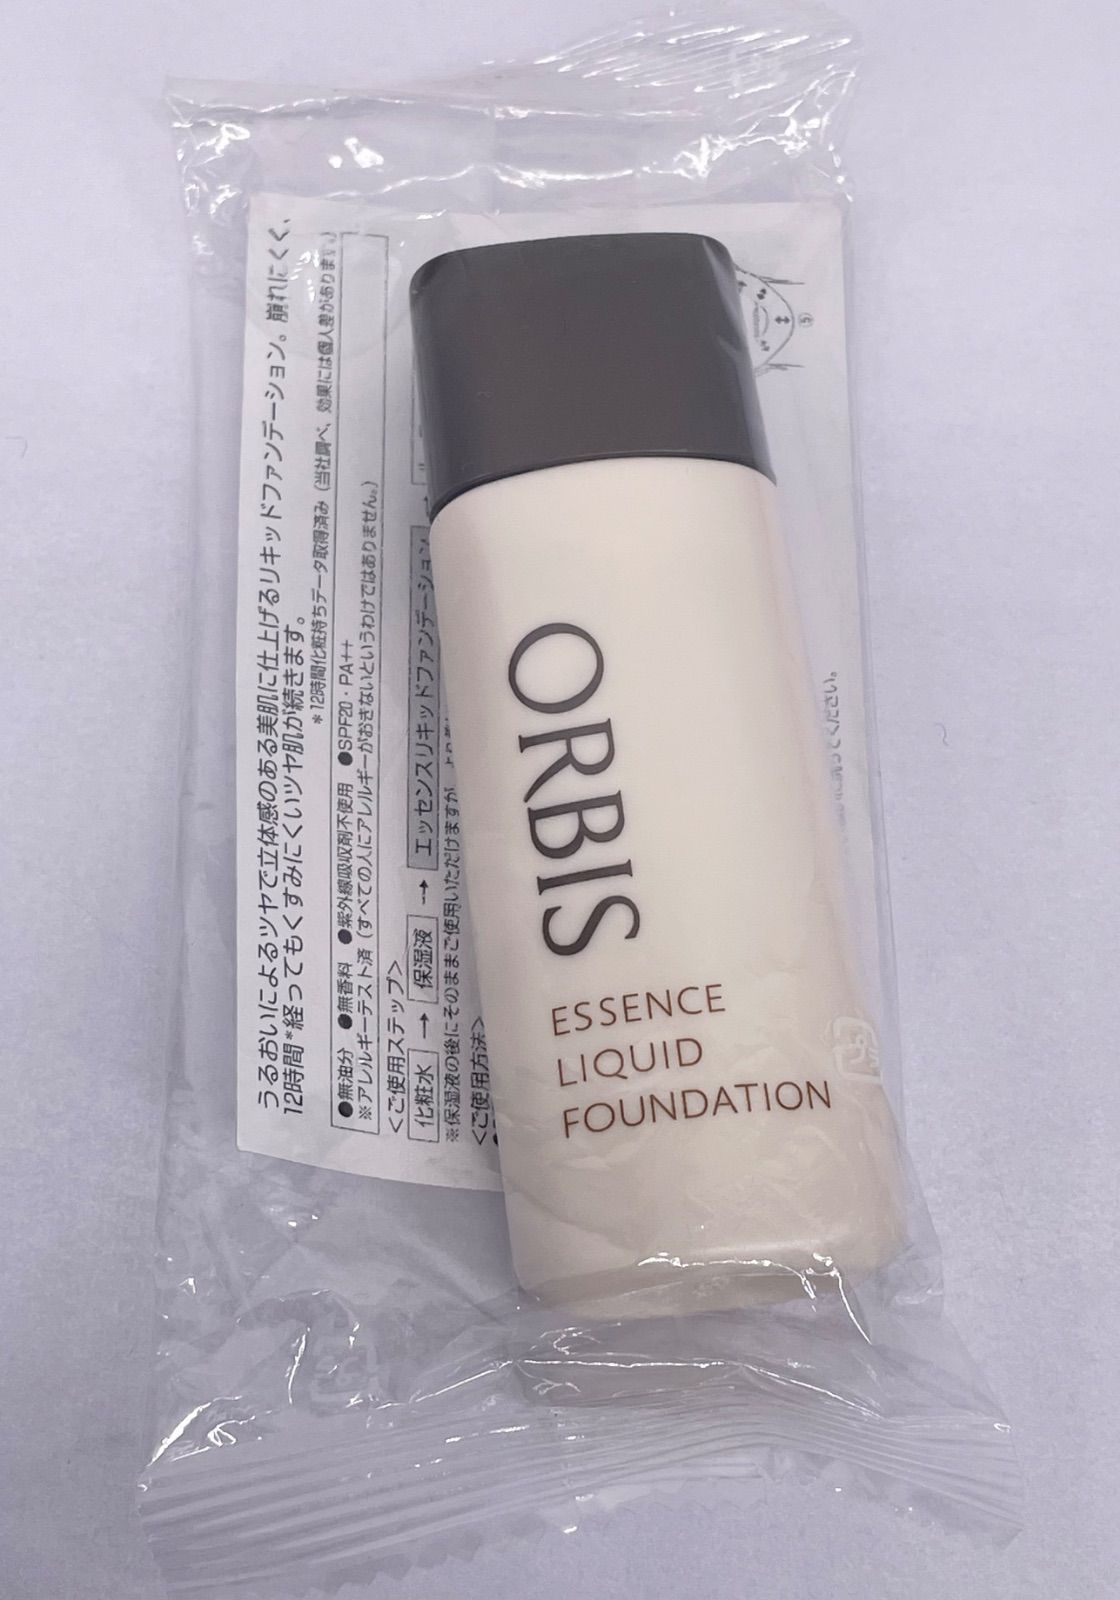 うるおいによるツヤで立体感のある美肌に仕上げるリキッドファンデーション。崩れにくく、
12時間*経ってもくすみにくいツヤ肌が続きます。
*12時間化粧持ちデータ取得済み（当社調べ、効果には個人差があります
●無油分 ●無香料 ●紫外線吸収剤不使用 ●SPF20・PA++
※アレルギーテスト済（すべての人にアレルギーがおきないというわけではありません。）
<ご使用ステップ>
化粧水 → 保湿液 → エッセンスリキッドファンデーション →
※保湿液の後にそのままご使用いただけますが
<ご使用方法>
⑤
ORBIS
ESSENCE
LIQUID
FOUNDATION
てください。
プラ